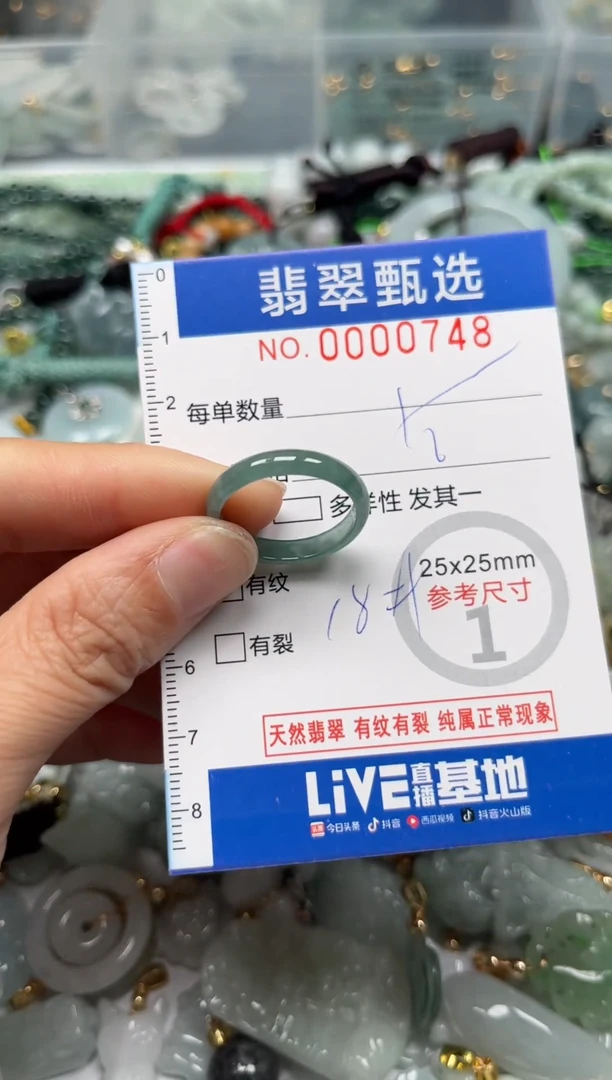 0
翡翠甄选
NO.0000748
1
2
每单数量
多样性 发其一
25x25mm
有纹
参考尺寸
18#
1
有裂
6
7
天然翡翠 有纹有裂 纯属正常现象
LiVE直播基地
8
头条 今日头条 抖音 西瓜视频 抖音火山版